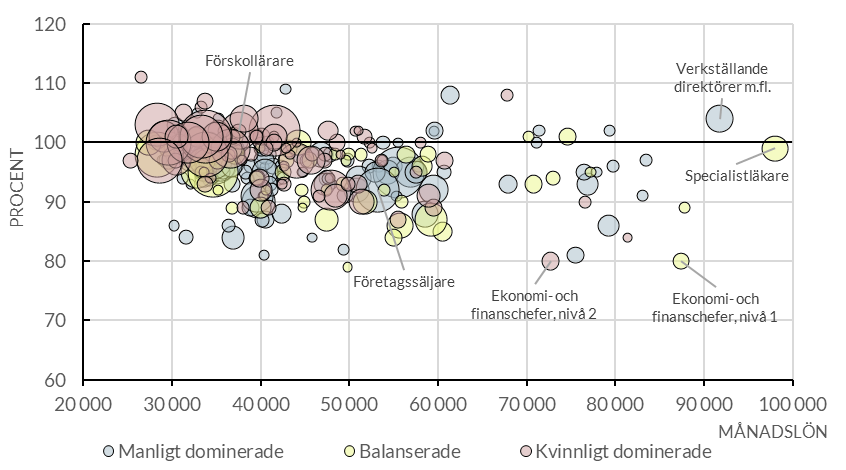 120
110
100
90
80
70
60
PROCENT
Förskollärare
Verkställande
direktörer m.fl.
Specialistläkare
Företagssäljare
Ekonomi- och
finanschefer, nivå 2
Ekonomi- och
finanschefer, nivå 1
20 000 30 000 40 000 50 000 60 000 70 000 80 000 90 000 100 000
MÅNADSLÖN
Manligt dominerade Balanserade Kvinnligt dominerade